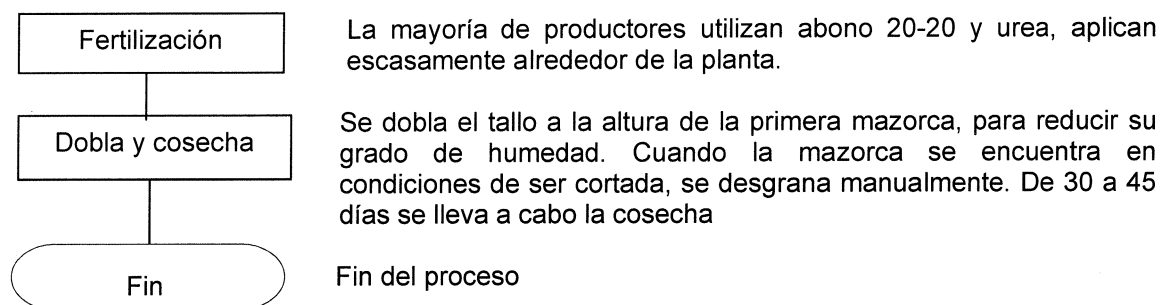 Fertilización
La mayoría de productores utilizan abono 20-20 y urea, aplican
escasamente alrededor de la planta.
Dobla y cosecha
Se dobla el tallo a la altura de la primera mazorca, para reducir su
grado de humedad. Cuando la mazorca se encuentra en
condiciones de ser cortada, se desgrana manualmente. De 30 a 45
días se lleva a cabo la cosecha
Fin
Fin del proceso